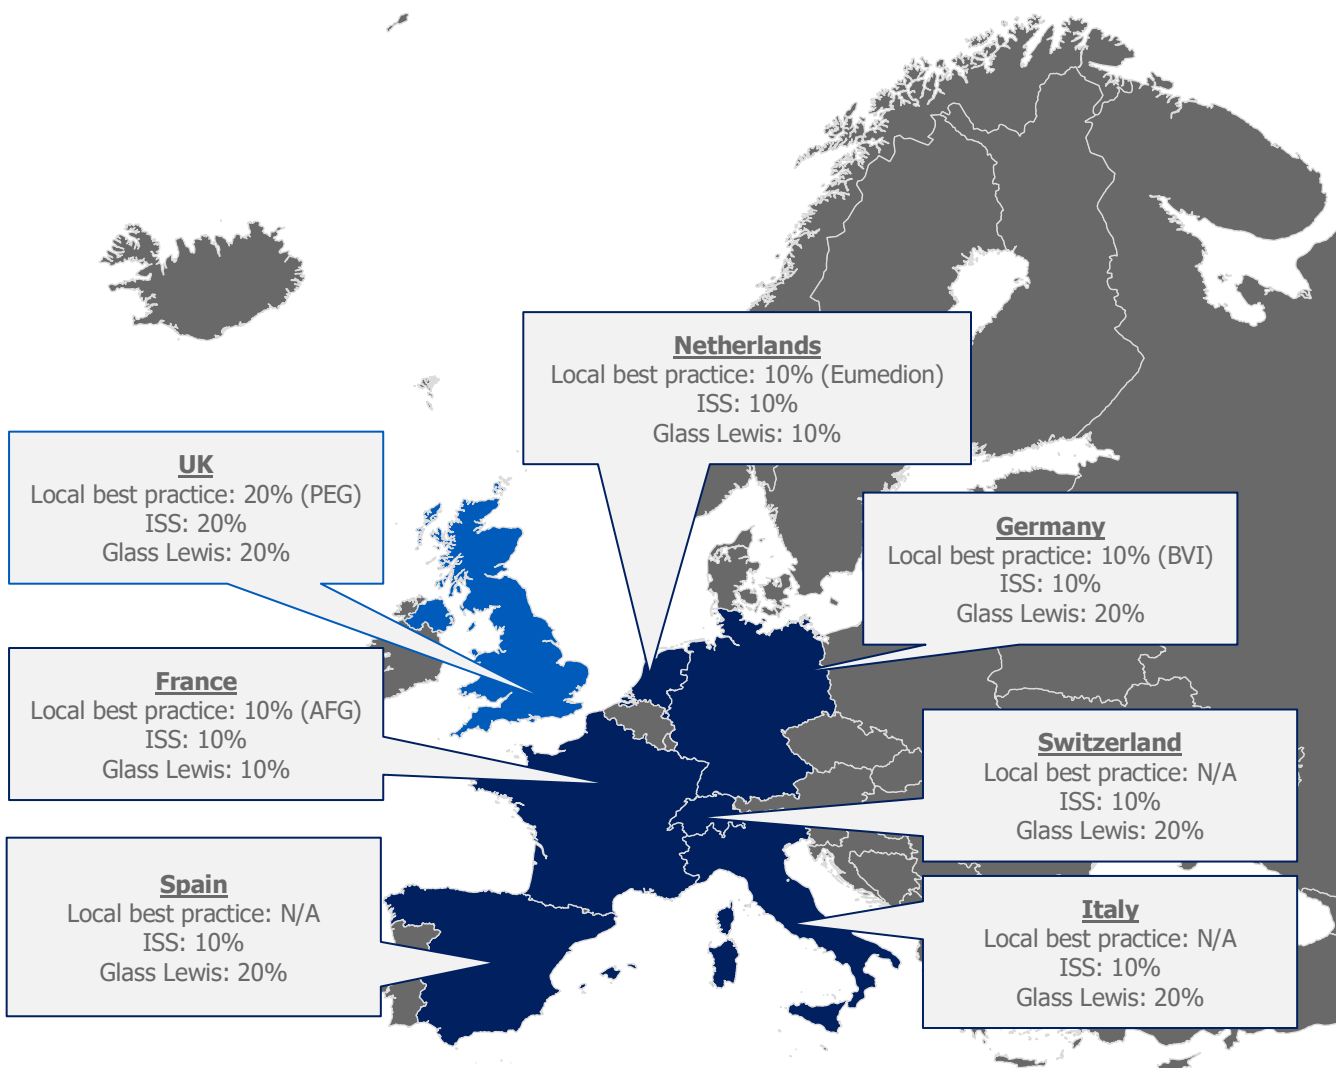 Netherlands
Local best practice: 10% (Eumedion)
ISS: 10%
Glass Lewis: 10%
UK
Local best practice: 20% (PEG)
ISS: 20%
Glass Lewis: 20%
Germany
Local best practice: 10% (BVI)
ISS: 10%
Glass Lewis: 20%
France
Local best practice: 10% (AFG)
ISS: 10%
Glass Lewis: 10%
Switzerland
Local best practice: N/A
ISS: 10%
Glass Lewis: 20%
Spain
Local best practice: N/A
ISS: 10%
Glass Lewis: 20%
Italy
Local best practice: N/A
ISS: 10%
Glass Lewis: 20%